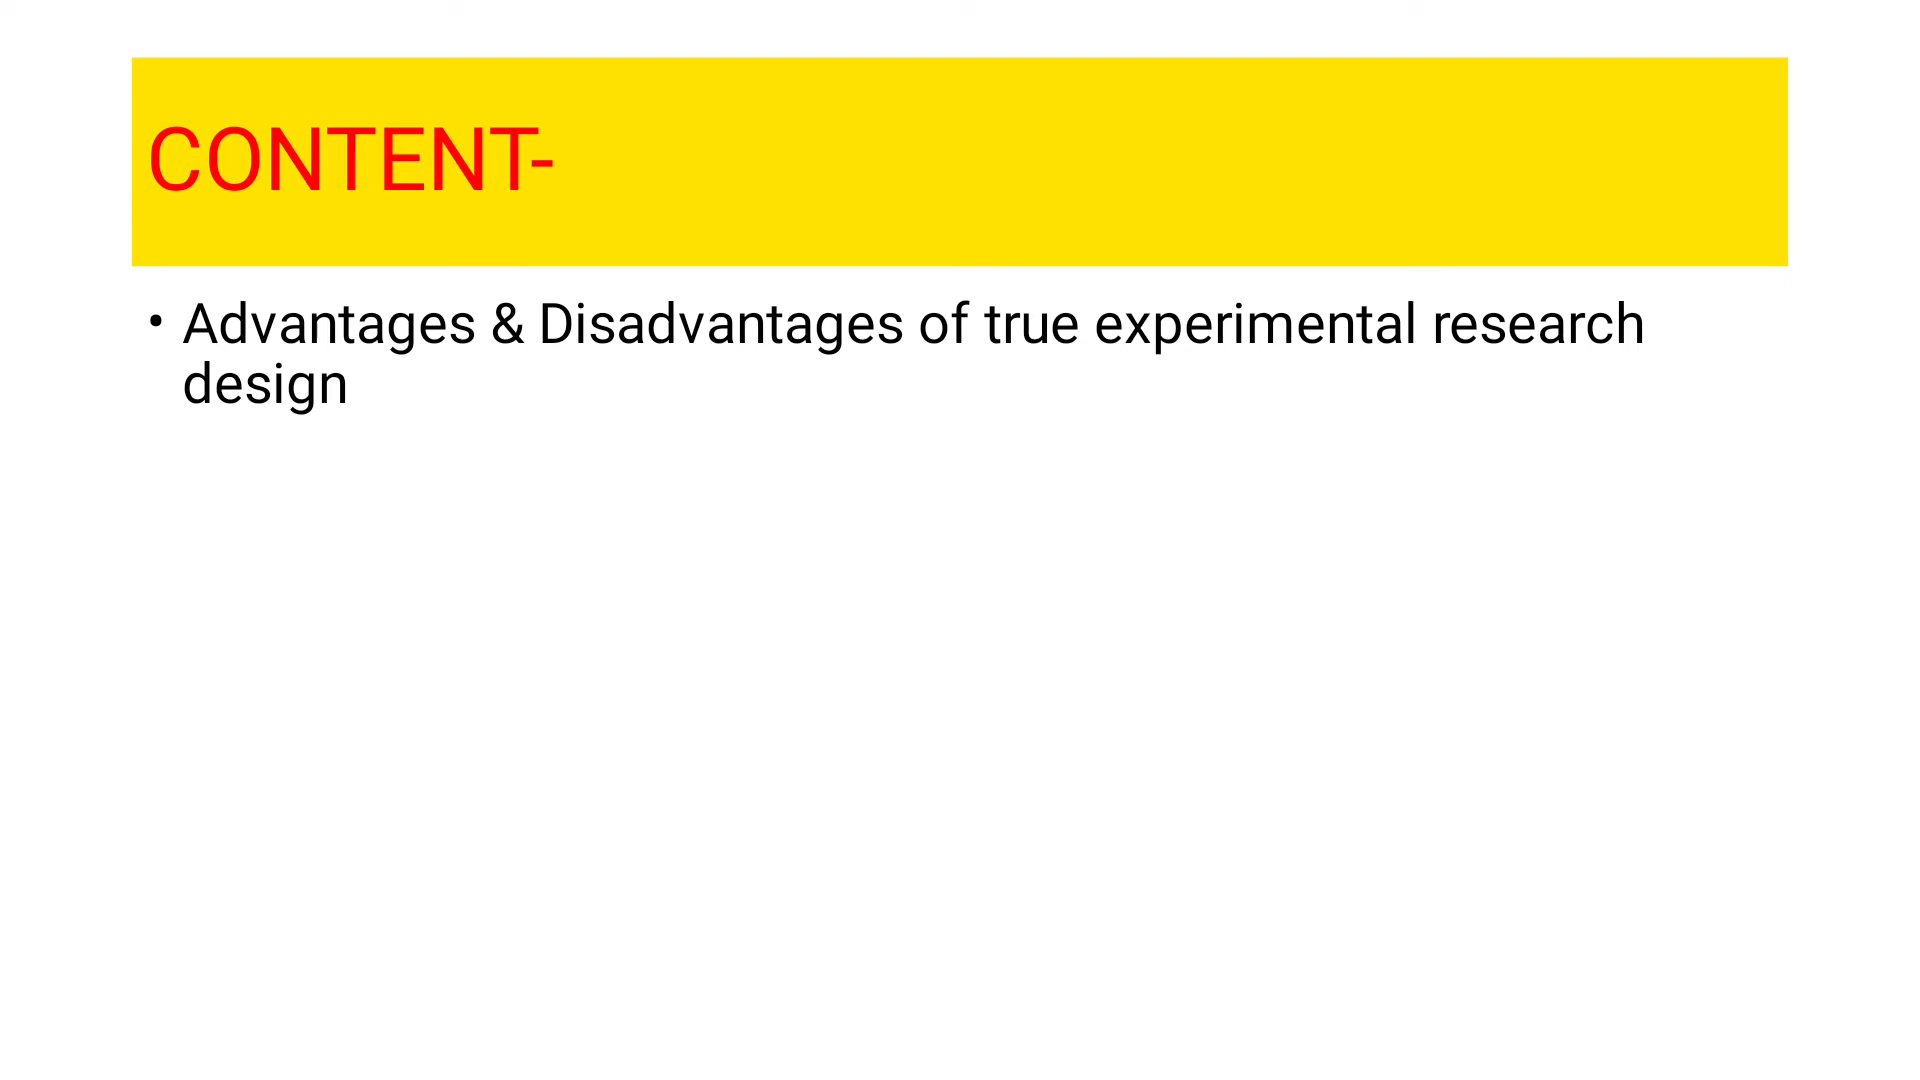 CONTENT-
• Advantages & Disadvantages of true experimental research
design